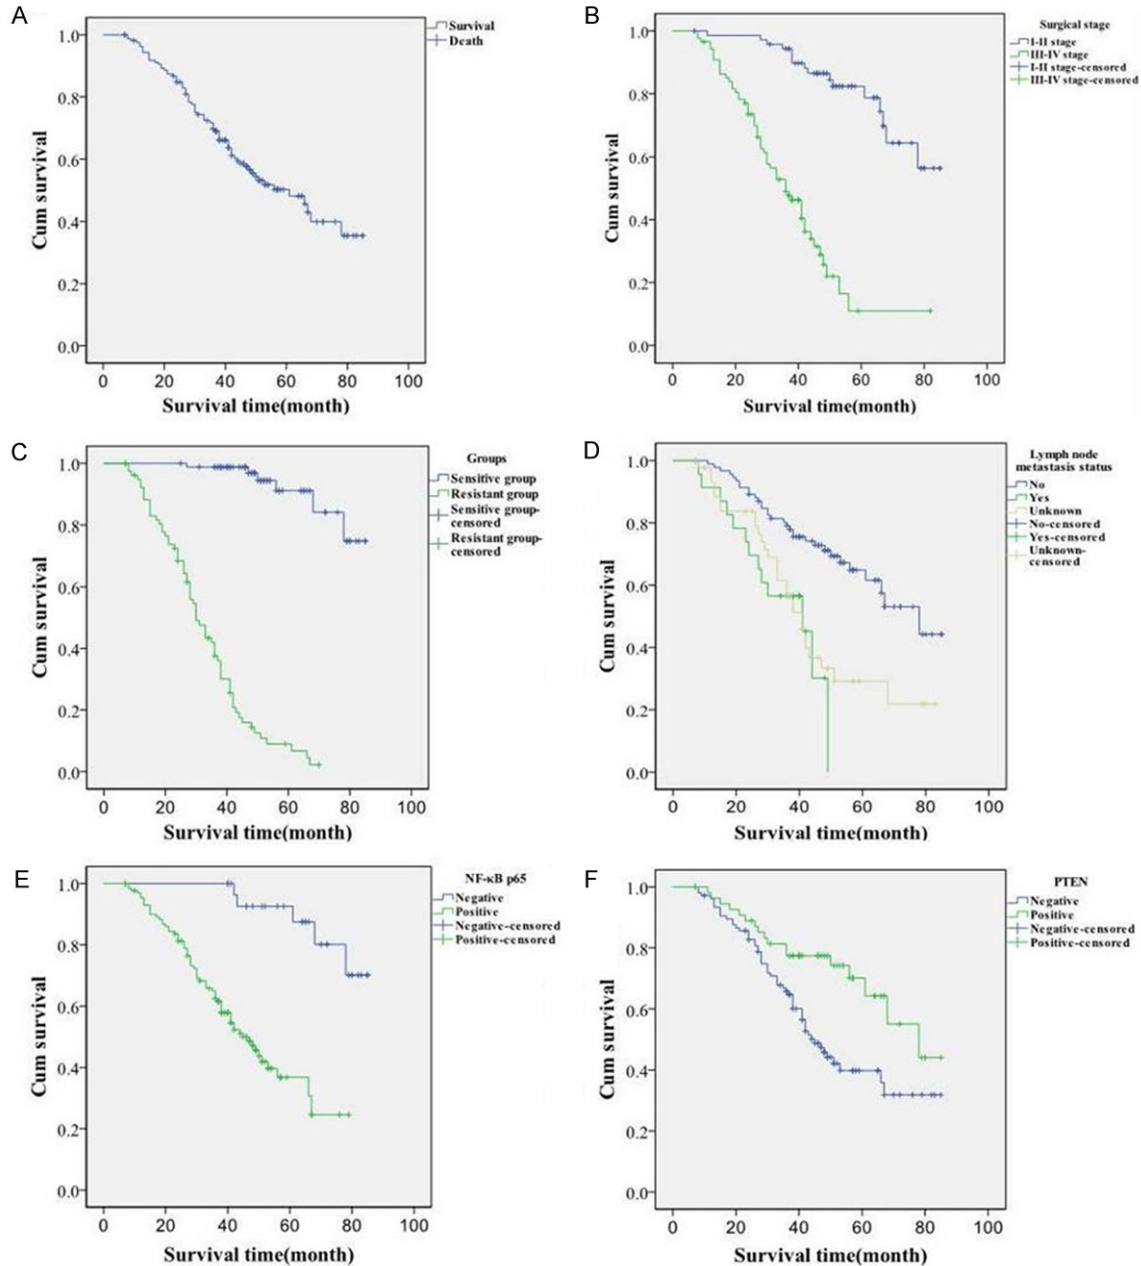 A
1.0
0.8
0.6
0.4
0.2
0.0
Cum survival
0 20 40 60 80 100
Survival time(month)
Survival
Death
B
1.0
0.8
0.6
0.4
0.2
0.0
Cum survival
0 20 40 60 80 100
Survival time(month)
Surgical stage
I-II stage
III-IV stage
I-II stage-censored
III-IV stage-censored
C
1.0
0.8
0.6
0.4
0.2
0.0
Cum survival
0 20 40 60 80 100
Survival time(month)
Groups
Sensitive group
Resistant group
Sensitive group-
censored
Resistant group-
censored
D
1.0
0.8
0.6
0.4
0.2
0.0
Cum survival
0 20 40 60 80 100
Survival time(month)
Lymph node
metastasis status
No
Yes
Unknown
No-censored
Yes-censored
Unknown-
censored
E
1.0
0.8
0.6
0.4
0.2
0.0
Cum survival
0 20 40 60 80 100
Survival time(month)
NF-κB p65
Negative
Positive
Negative-censored
Positive-censored
F
1.0
0.8
0.6
0.4
0.2
0.0
Cum survival
0 20 40 60 80 100
Survival time(month)
PTEN
Negative
Positive
Negative-censored
Positive-censored